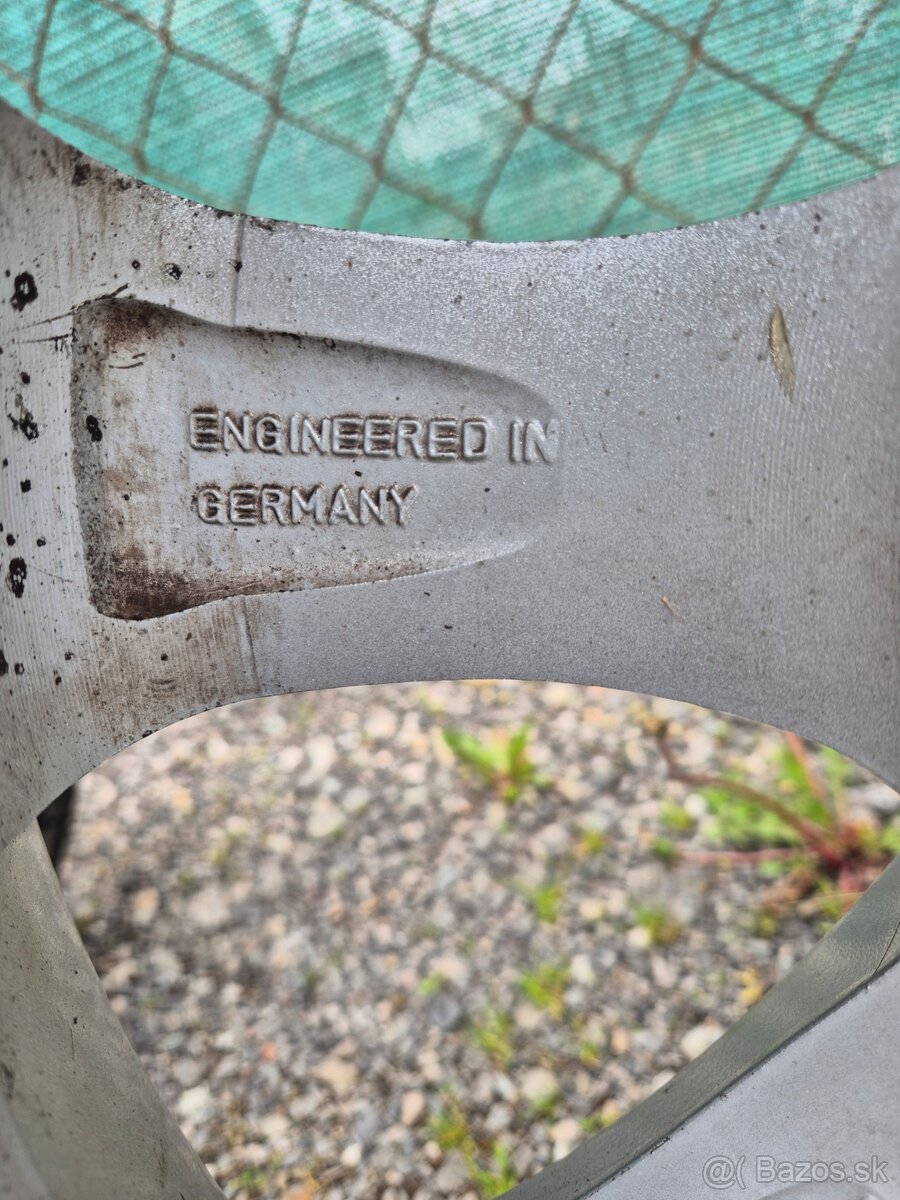 ENGINEERED IN
GERMANY
@( Bazos.sk